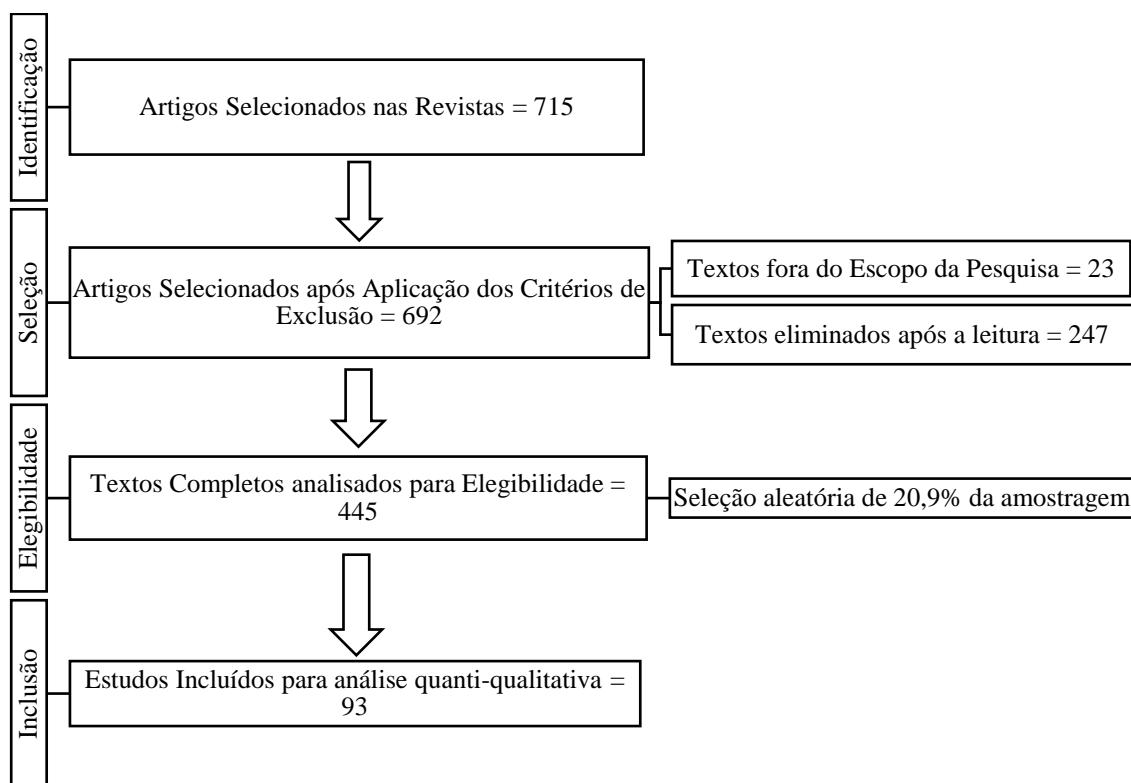 Identificação
Artigos Selecionados nas Revistas = 715
Seleção
Artigos Selecionados após Aplicação dos Critérios de
Exclusão = 692
Textos fora do Escopo da Pesquisa = 23
Textos eliminados após a leitura = 247
Elegibilidade
Textos Completos analisados para Elegibilidade =
445
Seleção aleatória de 20,9% da amostragem
Inclusão
Estudos Incluídos para análise quanti-qualitativa =
93